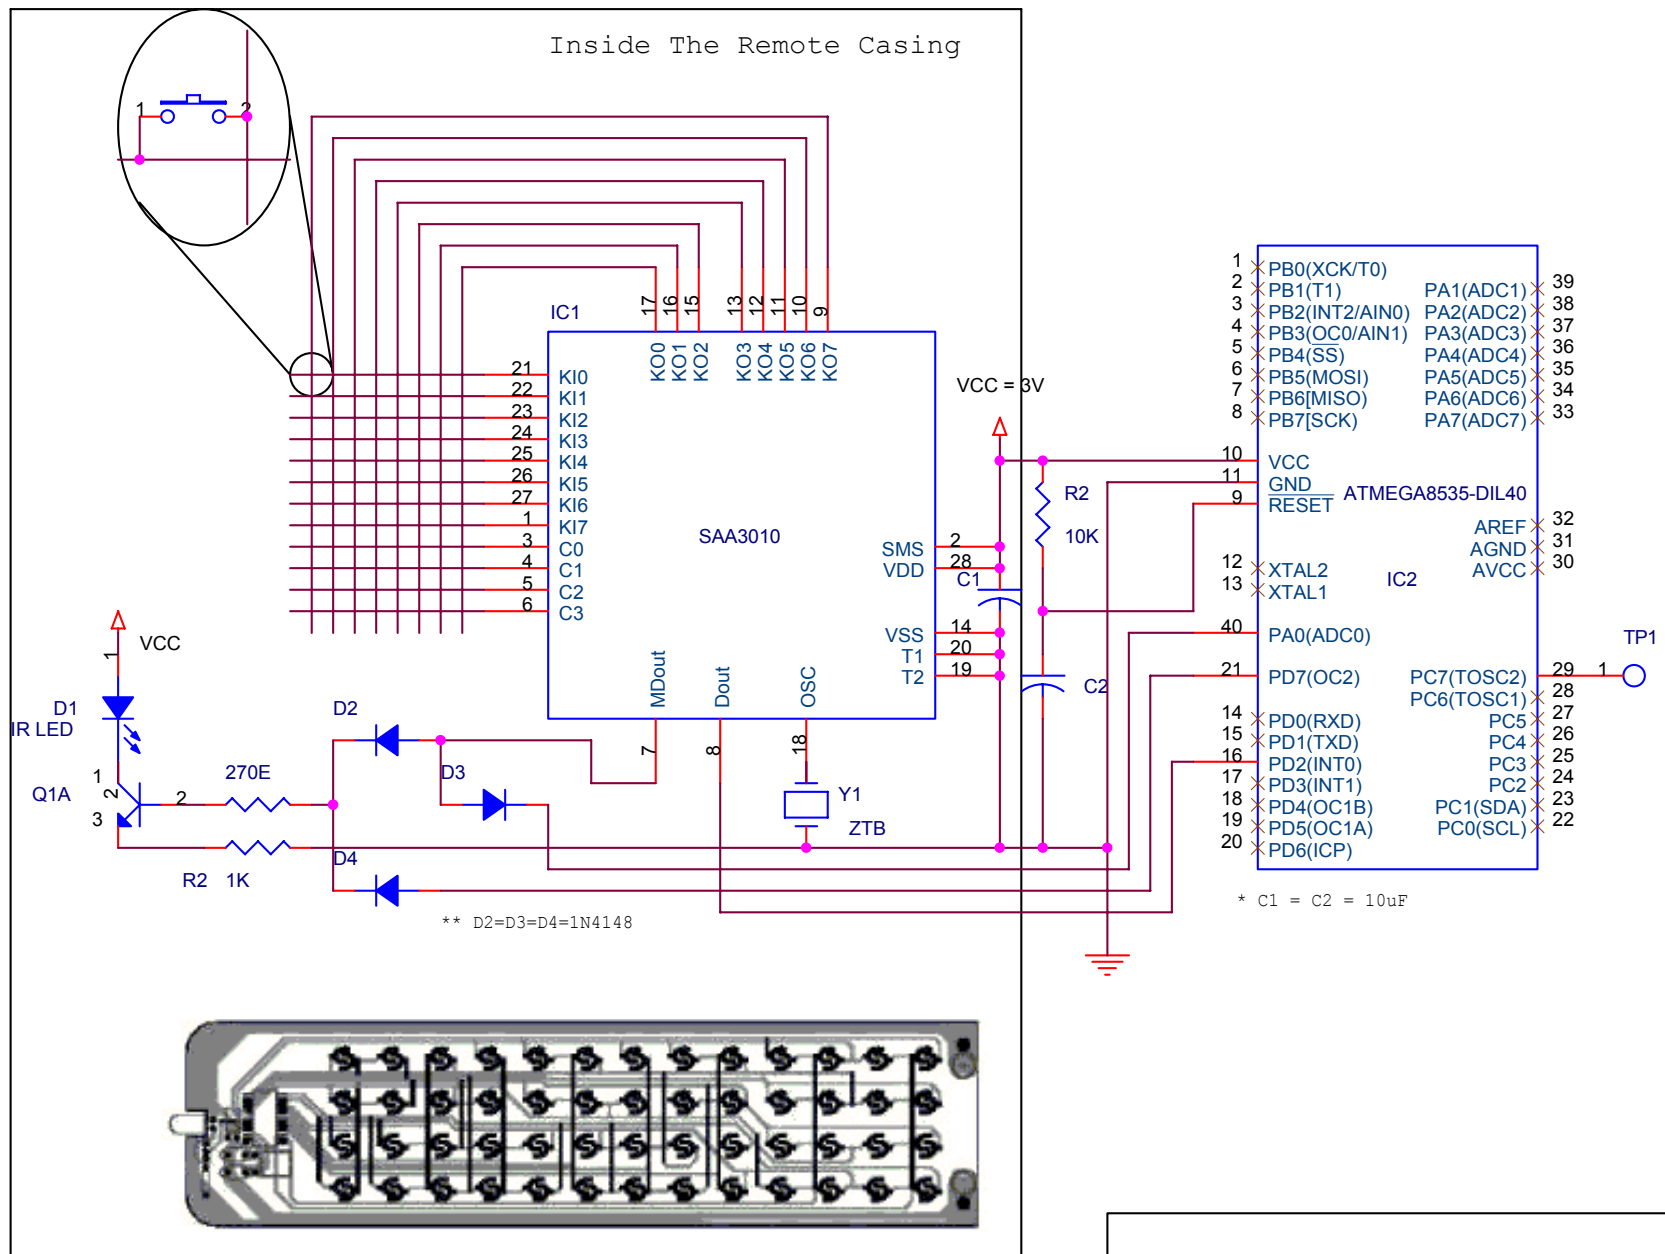 Inside The Remote Casing
1
2
IC1
17
16
15
13
12
11
10
9
KO0
KO1
KO2
KO3
KO4
KO5
KO6
KO7
21 KI0
22 KI1
23 KI2
24 KI3
25 KI4
26 KI5
27 KI6
1 KI7
3 C0
4 C1
5 C2
6 C3
SAA3010
SMS 2
VDD 28
VSS 14
T1 20
T2 19
MDout
Dout
OSC
7
8
18
VCC = 3V
C1
R2
10K
C2
VCC
1
D1
IR LED
Q1A
1
2
3
2
270E
R2 1K
D2
D3
D4
Y1
ZTB
** D2=D3=D4=1N4148
1 PB0(XCK/T0)
2 PB1(T1)
3 PB2(INT2/AIN0)
4 PB3(OC0/AIN1)
5 PB4(SS)
6 PB5(MOSI)
7 PB6[MISO)
8 PB7[SCK)
10 VCC
11 GND
9 RESET
12 XTAL2
13 XTAL1
40 PA0(ADC0)
21 PD7(OC2)
14 PD0(RXD)
15 PD1(TXD)
16 PD2(INT0)
17 PD3(INT1)
18 PD4(OC1B)
19 PD5(OC1A)
20 PD6(ICP)
PA1(ADC1) 39
PA2(ADC2) 38
PA3(ADC3) 37
PA4(ADC4) 36
PA5(ADC5) 35
PA6(ADC6) 34
PA7(ADC7) 33
ATMEGA8535-DIL40
AREF 32
AGND 31
AVCC 30
IC2
PC7(TOSC2) 29
PC6(TOSC1) 28
PC5 27
PC4 26
PC3 25
PC2 24
PC1(SDA) 23
PC0(SCL) 22
TP1
1
* C1 = C2 = 10uF